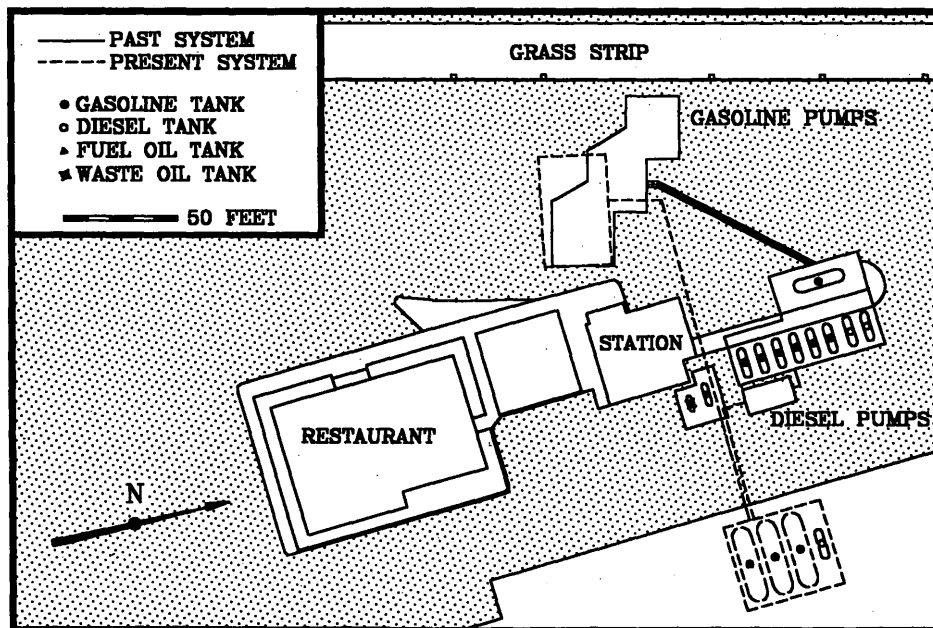 PAST SYSTEM
PRESENT SYSTEM
GASOLINE TANK
DIESEL TANK
FUEL OIL TANK
WASTE OIL TANK
50 FEET
GRASS STRIP
GASOLINE PUMPS
STATION
RESTAURANT
DIESEL PUMPS
N